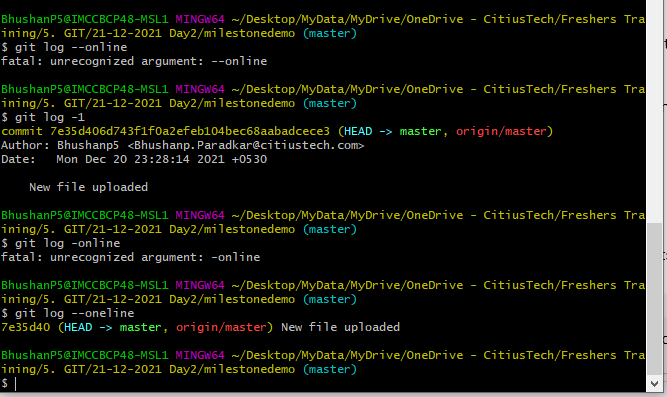 BhushanP5@IMCCBCP48-MSL1 MINGW64 ~/Desktop/MyData/MyDrive/OneDrive - CitiusTech/Freshers Tra
ining/5. GIT/21-12-2021 Day2/milestonedemo (master)
$ git log --online
fatal: unrecognized argument: --online
BhushanP5@IMCCBCP48-MSL1 MINGW64 ~/Desktop/MyData/MyDrive/OneDrive - CitiusTech/Freshers Tra
ining/5. GIT/21-12-2021 Day2/milestonedemo (master)
$ git log -1
commit 7e35d406d743f1f0a2efeb104bec68aabadcece3 (HEAD -> master, origin/master)
Author: Bhushanp5 <Bhushanp.Paradkar@citiustech.com>
Date:   Mon Dec 20 23:28:14 2021 +0530
New file uploaded
BhushanP5@IMCCBCP48-MSL1 MINGW64 ~/Desktop/MyData/MyDrive/OneDrive - CitiusTech/Freshers Tra
ining/5. GIT/21-12-2021 Day2/milestonedemo (master)
$ git log -online
fatal: unrecognized argument: -online
BhushanP5@IMCCBCP48-MSL1 MINGW64 ~/Desktop/MyData/MyDrive/OneDrive - CitiusTech/Freshers Tra
ining/5. GIT/21-12-2021 Day2/milestonedemo (master)
$ git log --oneline
7e35d40 (HEAD -> master, origin/master) New file uploaded
BhushanP5@IMCCBCP48-MSL1 MINGW64 ~/Desktop/MyData/MyDrive/OneDrive - CitiusTech/Freshers Tra
ining/5. GIT/21-12-2021 Day2/milestonedemo (master)
$